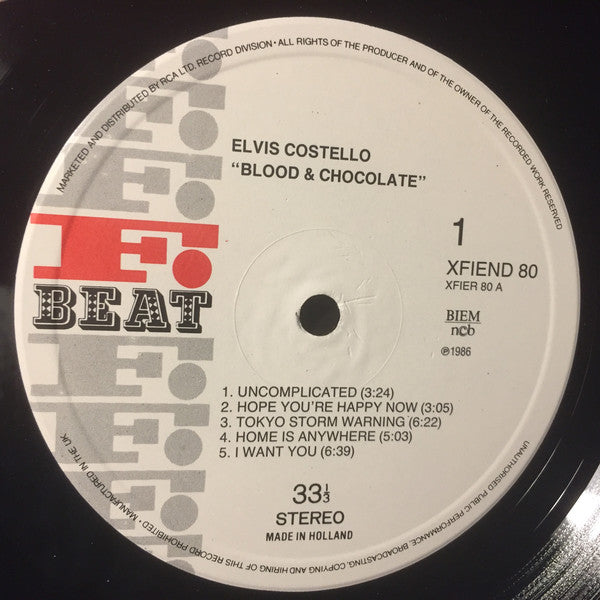 MARKETED AND DISTRIBUTED BY RCA LTD. RECORD DIVISION • ALL RIGHTS OF THE PRODUCER AND OF THE OWNER OF THE RECORDED WORK RESERVED
ELVIS COSTELLO
"BLOOD & CHOCOLATE"
F.
BEAT
1
XFIEND 80
XFIER 80 A
BIEM
ncb
℗1986
1. UNCOMPLICATED (3:24)
2. HOPE YOU'RE HAPPY NOW (3:05)
3. TOKYO STORM WARNING (6:22)
4. HOME IS ANYWHERE (5:03)
5. I WANT YOU (6:39)
33⅓
STEREO
MADE IN HOLLAND
UNAUTHORISED PUBLIC PERFORMANCE, BROADCASTING, COPYING AND HIRING OF THIS RECORD PROHIBITED • MANUFACTURED IN THE UK